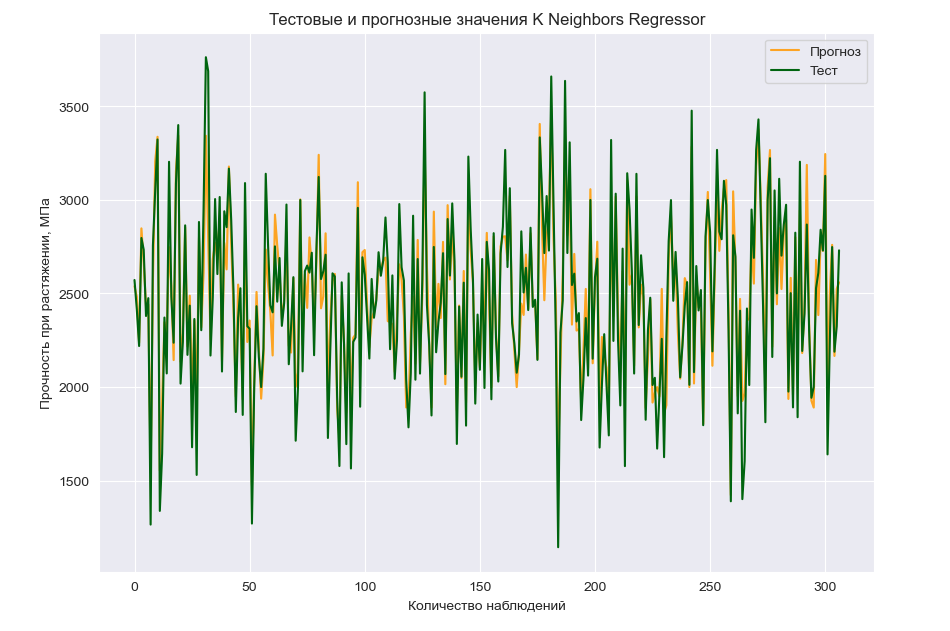 Тестовые и прогнозные значения K Neighbors Regressor
Прогноз
Тест
Прочность при растяжении, МПа
3500
3000
2500
2000
1500
0 50 100 150 200 250 300
Количество наблюдений